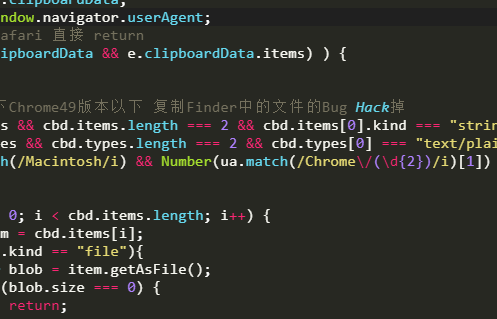 .clipboardData;
ndow.navigator.userAgent;
afari 直接 return
ipboardData && e.clipboardData.items) ) {
下Chrome49版本以下 复制Finder中的文件的Bug Hack掉
s && cbd.items.length === 2 && cbd.items[0].kind === "strin
es && cbd.types.length === 2 && cbd.types[0] === "text/plai
h(/Macintosh/i) && Number(ua.match(/Chrome\/(\d{2})/i)[1])
0; i < cbd.items.length; i++) {
m = cbd.items[i];
.kind == "file"){
blob = item.getAsFile();
(blob.size === 0) {
return;